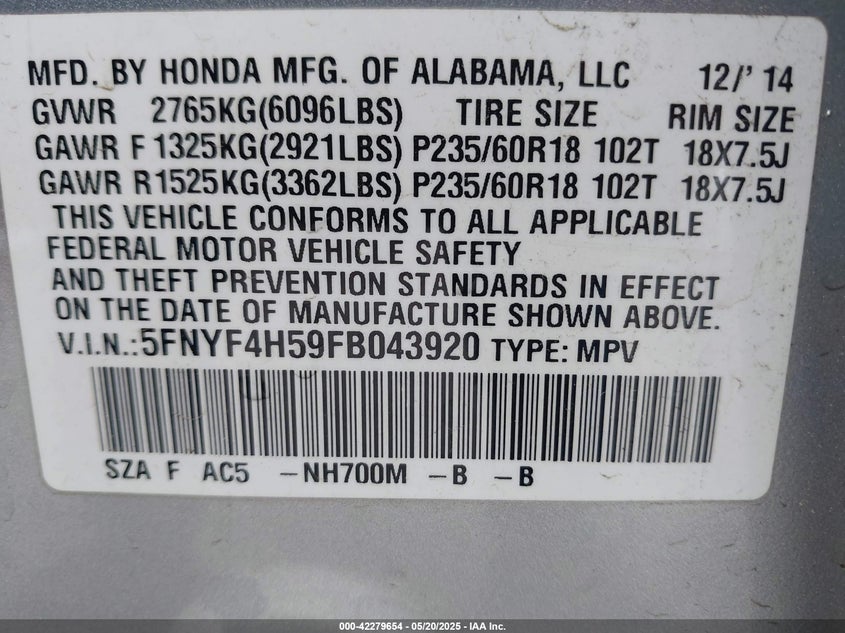 MFD. BY HONDA MFG. OF ALABAMA, LLC 12/' 14
GVWR 2765KG(6096LBS) TIRE SIZE RIM SIZE
GAWR F 1325KG(2921LBS) P235/60R18 102T 18X7.5J
GAWR R1525KG(3362LBS) P235/60R18 102T 18X7.5J
THIS VEHICLE CONFORMS TO ALL APPLICABLE
FEDERAL MOTOR VEHICLE SAFETY
AND THEFT PREVENTION STANDARDS IN EFFECT
ON THE DATE OF MANUFACTURE SHOWN ABOVE.
V.I.N.:5FNYF4H59FB043920 TYPE: MPV
SZA F AC5 -NH700M -B -B
000-42279654 — 05/20/2025 — IAA Inc.